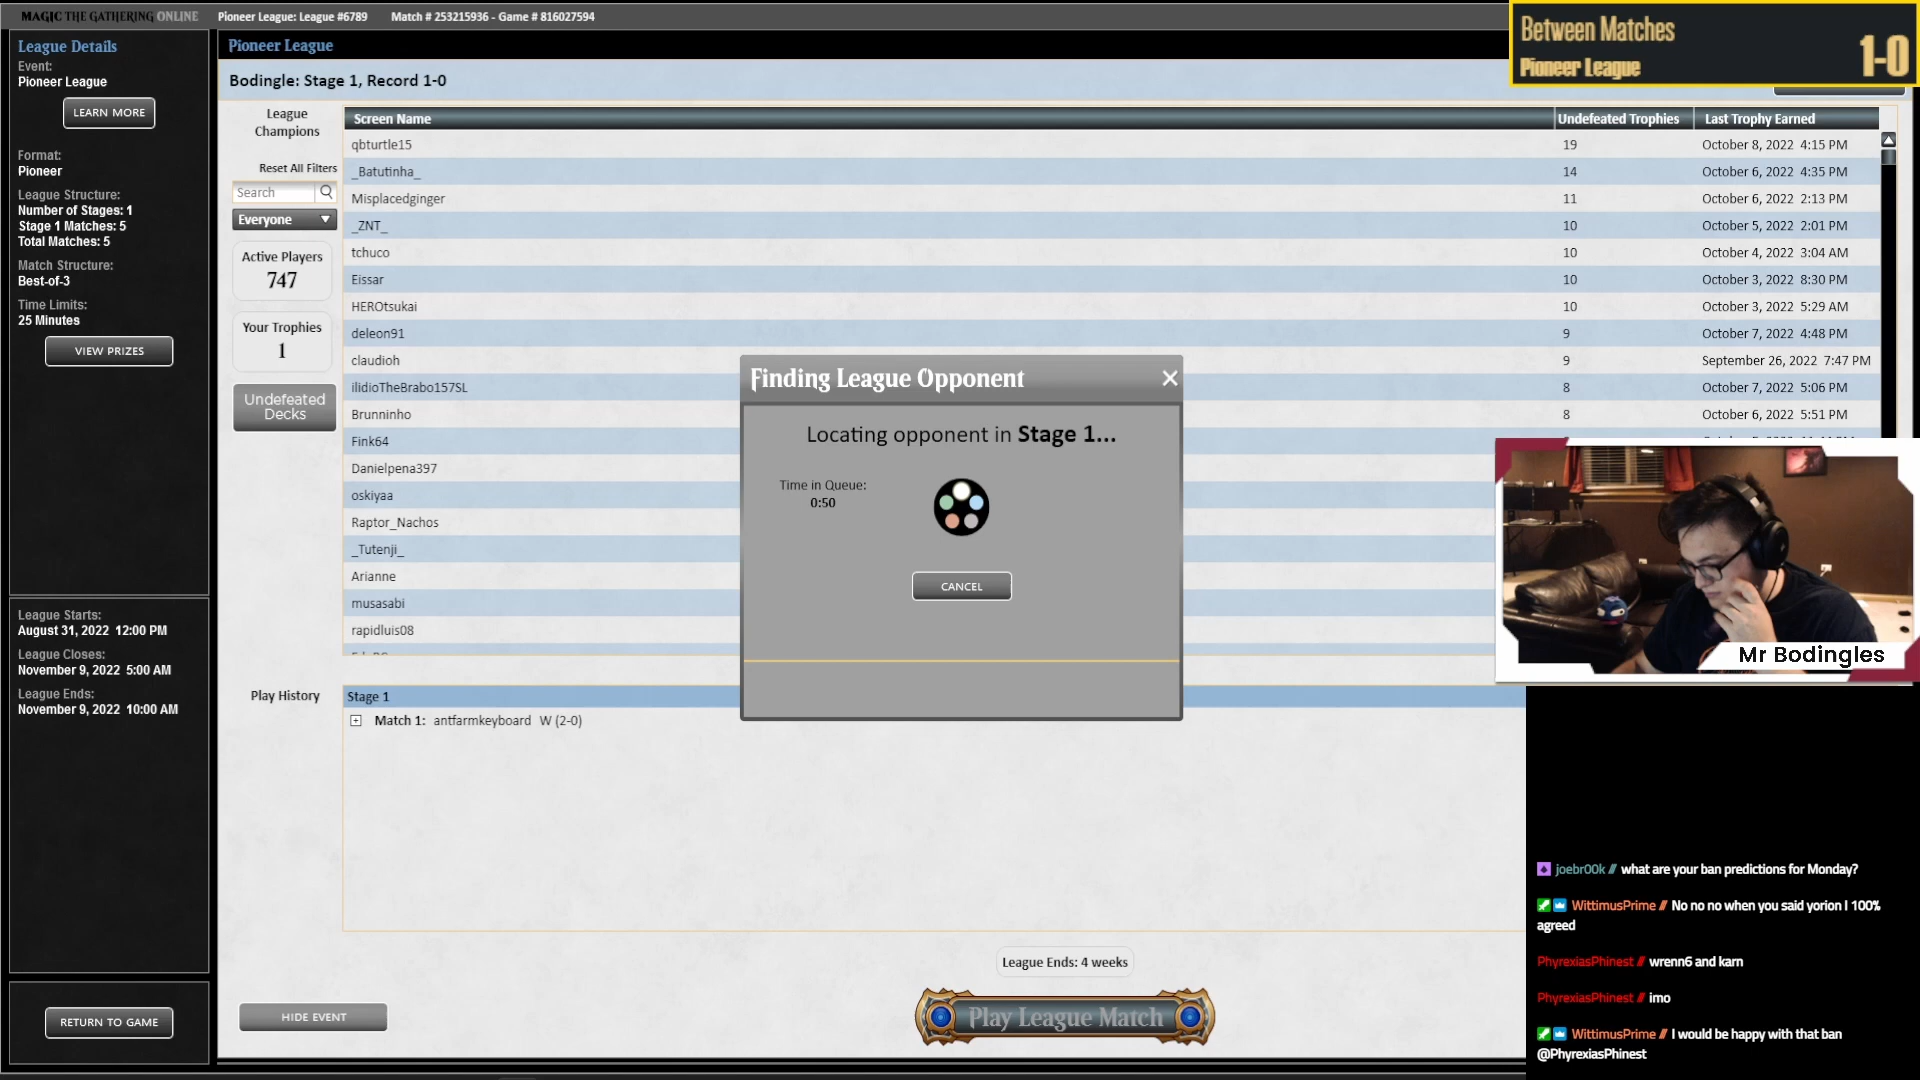 MAGIC THE GATHERING ONLINE
Pioneer League: League #6789
Match # 253215936 - Game # 816027594
League Details
Event:
Pioneer League
LEARN MORE
Format:
Pioneer
League Structure:
Number of Stages: 1
Stage 1 Matches: 5
Total Matches: 5
Match Structure:
Best-of-3
Time Limits:
25 Minutes
VIEW PRIZES
League Starts:
August 31, 2022 12:00 PM
League Closes:
November 9, 2022 5:00 AM
League Ends:
November 9, 2022 10:00 AM
RETURN TO GAME
Pioneer League
Bodingle: Stage 1, Record 1-0
League
Champions
Reset All Filters
Search
Everyone
Active Players
747
Your Trophies
1
Undefeated
Decks
Screen Name Undefeated Trophies Last Trophy Earned
qbturtle15 19 October 8, 2022 4:15 PM
_Batutinha_ 14 October 6, 2022 4:35 PM
Misplacedginger 11 October 6, 2022 2:13 PM
_ZNT_ 10 October 5, 2022 2:01 PM
tchuco 10 October 4, 2022 3:04 AM
Eissar 10 October 3, 2022 8:30 PM
HEROtsukai 10 October 3, 2022 5:29 AM
deleon91 9 October 7, 2022 4:48 PM
claudioh 9 September 26, 2022 7:47 PM
ilidioTheBrabo157SL 8 October 7, 2022 5:06 PM
Brunninho 8 October 6, 2022 5:51 PM
Fink64
Danielpena397
oskiyaa
Raptor_Nachos
_Tutenji_
Arianne
musasabi
rapidluis08
Finding League Opponent
Locating opponent in Stage 1...
Time in Queue:
0:50
CANCEL
Play History
Stage 1
Match 1: antfarmkeyboard W (2-0)
League Ends: 4 weeks
HIDE EVENT
Play League Match
Between Matches
Pioneer League
1-0
Mr Bodingles
joebr00k // what are your ban predictions for Monday?
WittimusPrime // No no no when you said yorion I 100%
agreed
PhyrexiasPhinest // wrenn6 and karn
PhyrexiasPhinest // imo
WittimusPrime // I would be happy with that ban
@PhyrexiasPhinest